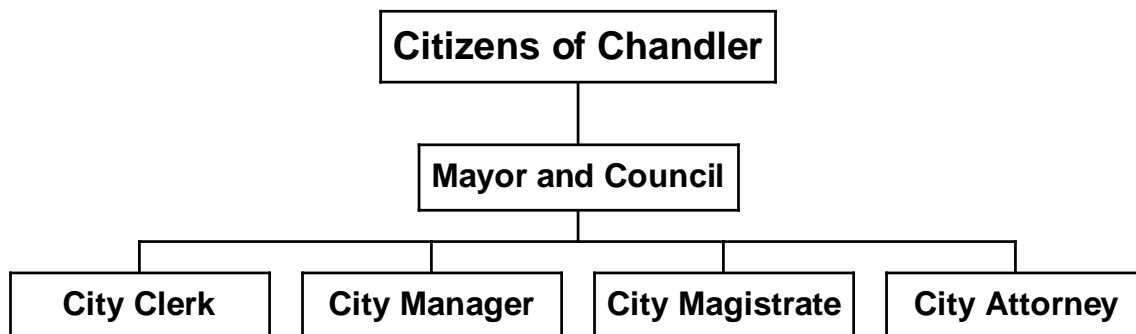 Citizens of Chandler
Mayor and Council
City Clerk
City Manager
City Magistrate
City Attorney